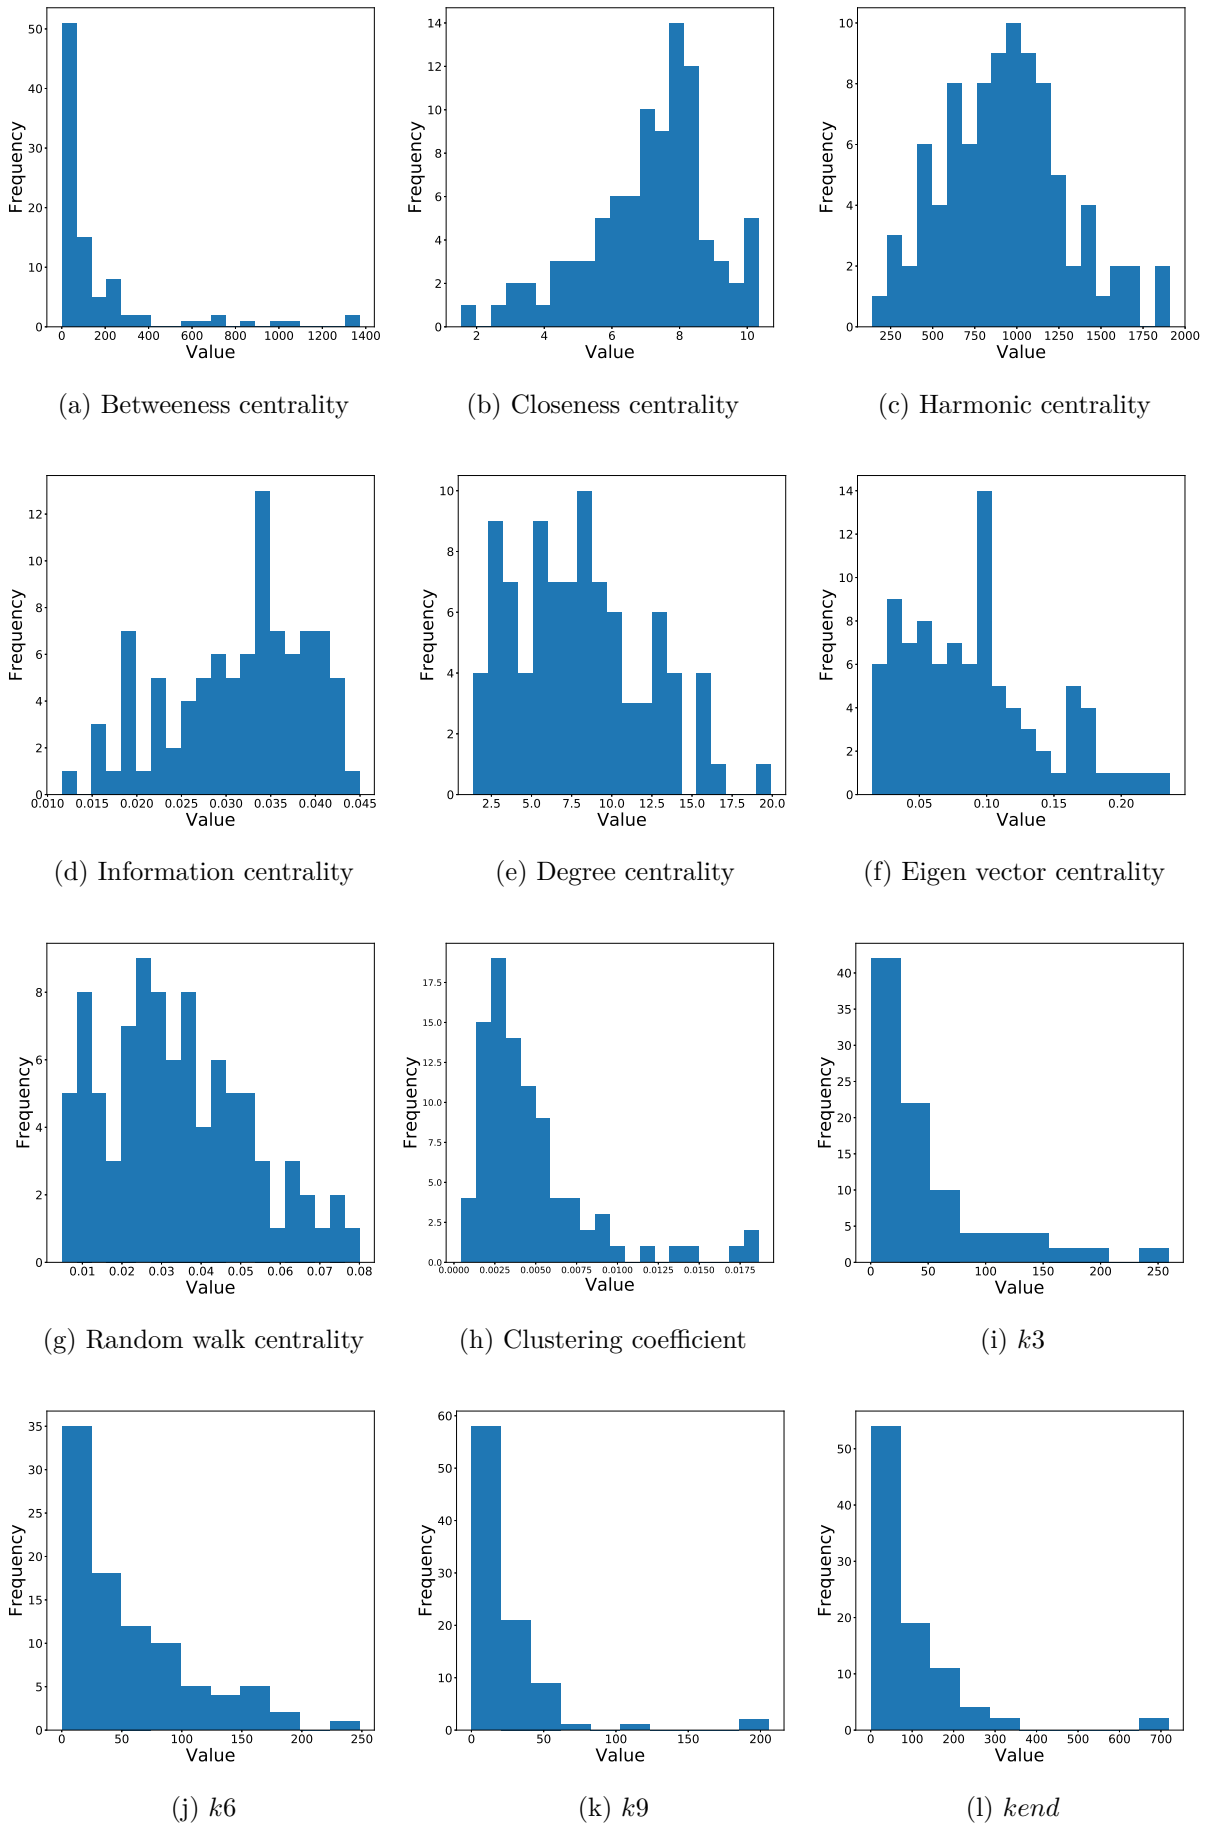 50
40
30
20
10
0
Frequency
0 200 400 600 800 1000 1200 1400
Value
(a) Betweeness centrality
14
12
10
8
6
4
2
0
Frequency
2 4 6 8 10
Value
(b) Closeness centrality
10
8
6
4
2
0
Frequency
250 500 750 1000 1250 1500 1750 2000
Value
(c) Harmonic centrality
12
10
8
6
4
2
0
Frequency
0.010 0.015 0.020 0.025 0.030 0.035 0.040 0.045
Value
(d) Information centrality
10
8
6
4
2
0
Frequency
2.5 5.0 7.5 10.0 12.5 15.0 17.5 20.0
Value
(e) Degree centrality
14
12
10
8
6
4
2
0
Frequency
0.05 0.10 0.15 0.20
Value
(f) Eigen vector centrality
8
6
4
2
0
Frequency
0.01 0.02 0.03 0.04 0.05 0.06 0.07 0.08
Value
(g) Random walk centrality
17.5
15.0
12.5
10.0
7.5
5.0
2.5
0.0
Frequency
0.0000 0.0025 0.0050 0.0075 0.0100 0.0125 0.0150 0.0175
Value
(h) Clustering coefficient
40
35
30
25
20
15
10
5
0
Frequency
0 50 100 150 200 250
Value
(i) k3
35
30
25
20
15
10
5
0
Frequency
0 50 100 150 200 250
Value
(j) k6
60
50
40
30
20
10
0
Frequency
0 50 100 150 200
Value
(k) k9
50
40
30
20
10
0
Frequency
0 100 200 300 400 500 600 700
Value
(l) kend